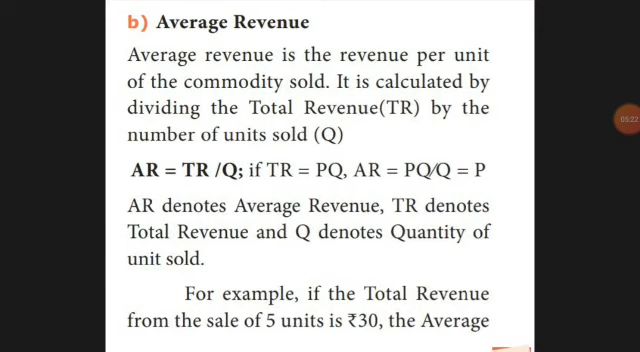 b) Average Revenue
Average revenue is the revenue per unit
of the commodity sold. It is calculated by
dividing the Total Revenue(TR) by the
number of units sold (Q)
AR = TR /Q; if TR = PQ, AR = PQ/Q = P
AR denotes Average Revenue, TR denotes
Total Revenue and Q denotes Quantity of
unit sold.
For example, if the Total Revenue
from the sale of 5 units is ₹30, the Average
05:22